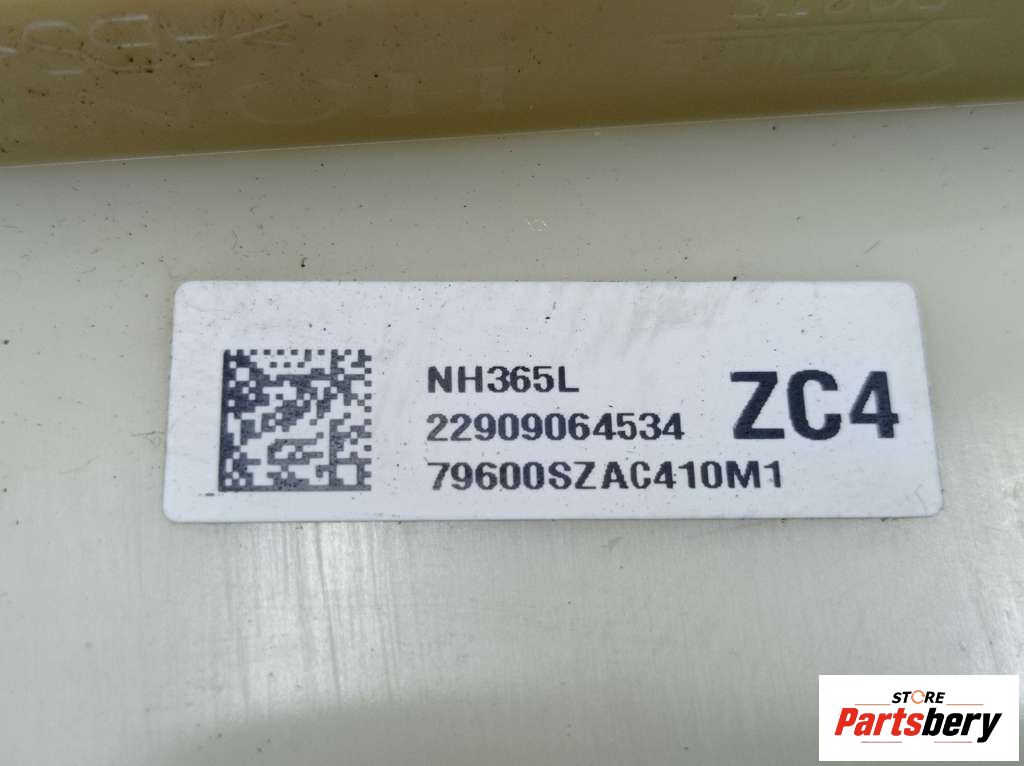 NH365L
22909064534
79600SZAC410M1
ZC4
STORE
Partsbery